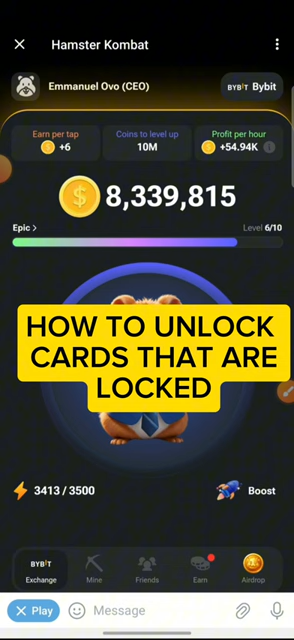 Hamster Kombat
Emmanuel Ovo (CEO)
BYBIT Bybit
Earn per tap
+6
Coins to level up
10M
Profit per hour
+54.94K
8,339,815
Epic >
Level 6/10
HOW TO UNLOCK
CARDS THAT ARE
LOCKED
3413 / 3500
Boost
BYBIT
Exchange
Mine
Friends
Earn
Airdrop
Play
Message